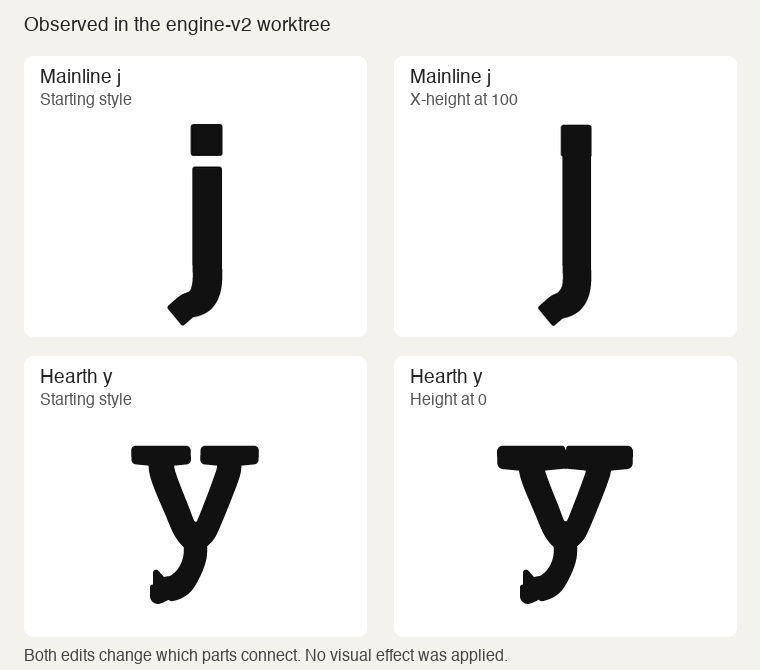 Observed in the engine-v2 worktree
Mainline j
Starting style
j
Mainline j
X-height at 100
j
Hearth y
Starting style
y
Hearth y
Height at 0
y
Both edits change which parts connect. No visual effect was applied.